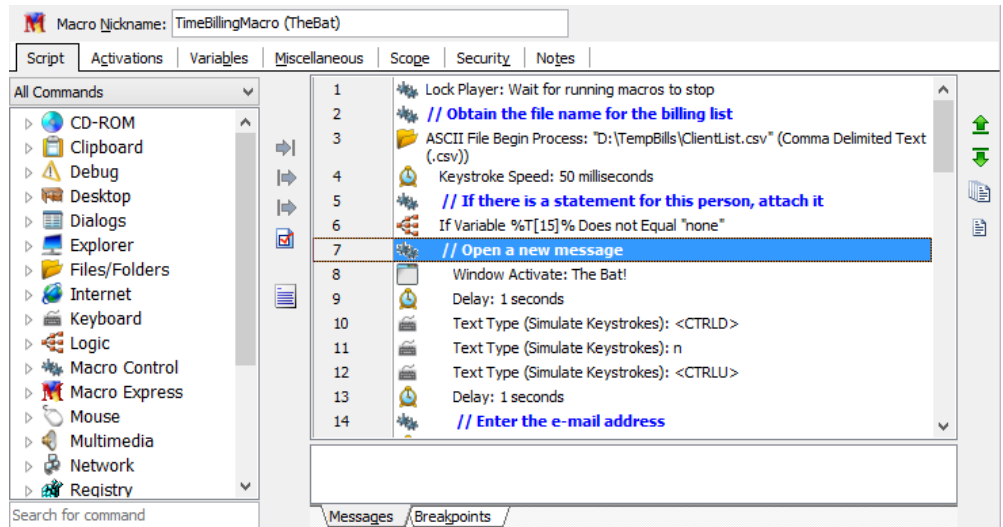 Macro Nickname: TimeBillingMacro (TheBat)
Script Activations Variables Miscellaneous Scope Security Notes
All Commands
CD-ROM
Clipboard
Debug
Desktop
Dialogs
Explorer
Files/Folders
Internet
Keyboard
Logic
Macro Control
Macro Express
Mouse
Multimedia
Network
Registry
Search for command
1 Lock Player: Wait for running macros to stop
2 // Obtain the file name for the billing list
3 ASCII File Begin Process: "D:\TempBills\ClientList.csv" (Comma Delimited Text
(.csv))
4 Keystroke Speed: 50 milliseconds
5 // If there is a statement for this person, attach it
6 If Variable %T[15]% Does not Equal "none"
7 // Open a new message
8 Window Activate: The Bat!
9 Delay: 1 seconds
10 Text Type (Simulate Keystrokes): <CTRLD>
11 Text Type (Simulate Keystrokes): n
12 Text Type (Simulate Keystrokes): <CTRLU>
13 Delay: 1 seconds
14 // Enter the e-mail address
Messages Breakpoints